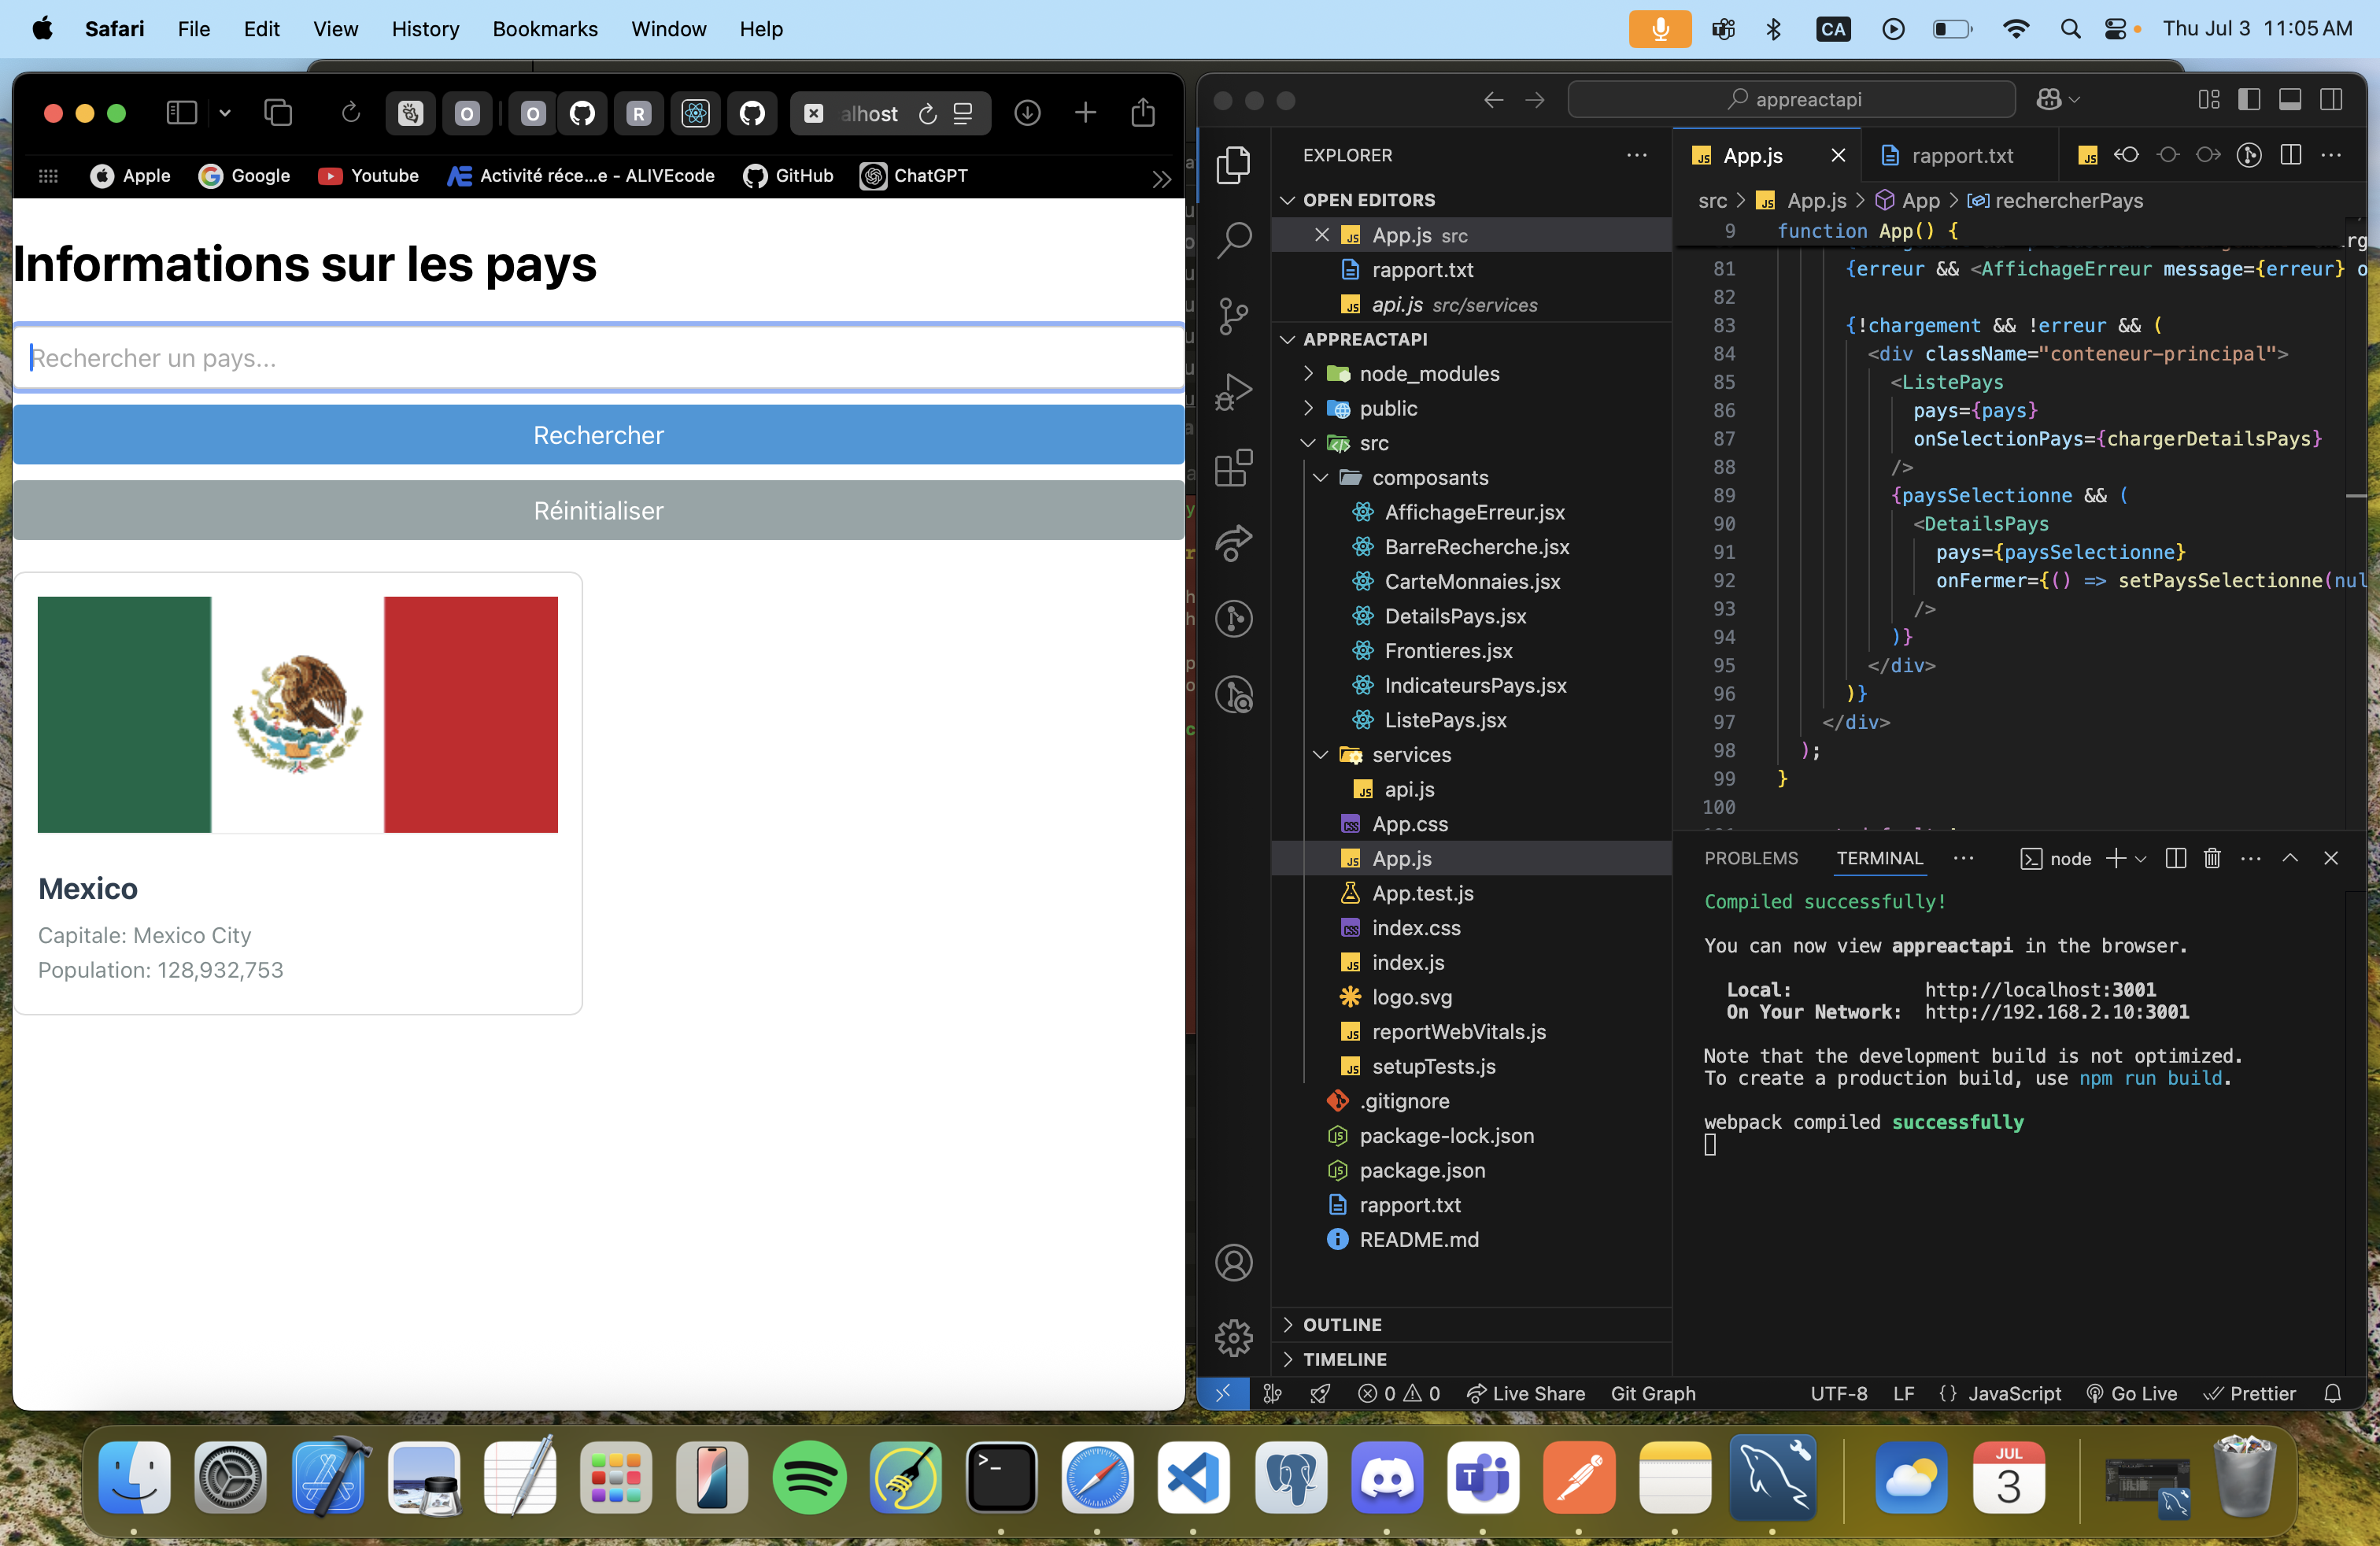 Safari File Edit View History Bookmarks Window Help CA Thu Jul 3 11:05 AM
O O R alhost
Apple Google Youtube Activité réce...e - ALIVEcode GitHub ChatGPT
Informations sur les pays
Rechercher un pays...
Rechercher
Réinitialiser
Mexico
Capitale: Mexico City
Population: 128,932,753
appreactapi
EXPLORER
OPEN EDITORS
App.js src
rapport.txt
api.js src/services
APPREACTAPI
node_modules
public
src
composants
AffichageErreur.jsx
BarreRecherche.jsx
CarteMonnaies.jsx
DetailsPays.jsx
Frontieres.jsx
IndicateursPays.jsx
ListePays.jsx
services
api.js
App.css
App.js
App.test.js
index.css
index.js
logo.svg
reportWebVitals.js
setupTests.js
.gitignore
package-lock.json
package.json
rapport.txt
README.md
OUTLINE
TIMELINE
App.js rapport.txt
src > App.js > App > rechercherPays
9 function App() {
81 {erreur && <AffichageErreur message={erreur} o
82
83 {!chargement && !erreur && (
84 <div className="conteneur-principal">
85 <ListePays
86 pays={pays}
87 onSelectionPays={chargerDetailsPays}
88 />
89 {paysSelectionne && (
90 <DetailsPays
91 pays={paysSelectionne}
92 onFermer={() => setPaysSelectionne(nul
93 />
94 )}
95 </div>
96 )}
97 </div>
98 );
99 }
100
PROBLEMS TERMINAL node
Compiled successfully!
You can now view appreactapi in the browser.
Local: http://localhost:3001
On Your Network: http://192.168.2.10:3001
Note that the development build is not optimized.
To create a production build, use npm run build.
webpack compiled successfully
0 0 Live Share Git Graph UTF-8 LF {} JavaScript Go Live Prettier
JUL
3